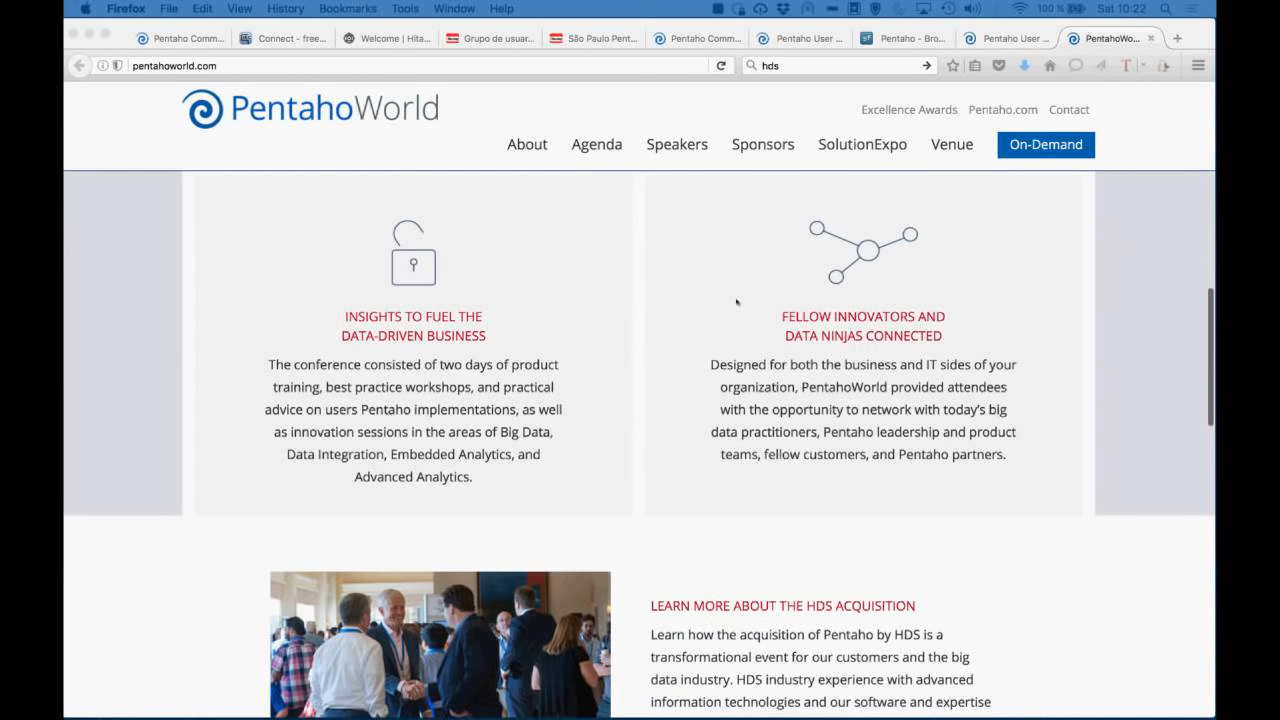 Firefox File Edit View History Bookmarks Tools Window Help 100 % Sat 10:22
Pentaho Comm... Connect - free... Welcome | Hita... Grupo de usuar... São Paulo Pent... Pentaho Comm... Pentaho User ... Pentaho - Bro... Pentaho User ... PentahoWo...
pentahoworld.com hds
PentahoWorld
Excellence Awards Pentaho.com Contact
About Agenda Speakers Sponsors SolutionExpo Venue On-Demand
INSIGHTS TO FUEL THE
DATA-DRIVEN BUSINESS
The conference consisted of two days of product
training, best practice workshops, and practical
advice on users Pentaho implementations, as well
as innovation sessions in the areas of Big Data,
Data Integration, Embedded Analytics, and
Advanced Analytics.
FELLOW INNOVATORS AND
DATA NINJAS CONNECTED
Designed for both the business and IT sides of your
organization, PentahoWorld provided attendees
with the opportunity to network with today's big
data practitioners, Pentaho leadership and product
teams, fellow customers, and Pentaho partners.
LEARN MORE ABOUT THE HDS ACQUISITION
Learn how the acquisition of Pentaho by HDS is a
transformational event for our customers and the big
data industry. HDS industry experience with advanced
information technologies and our software and expertise